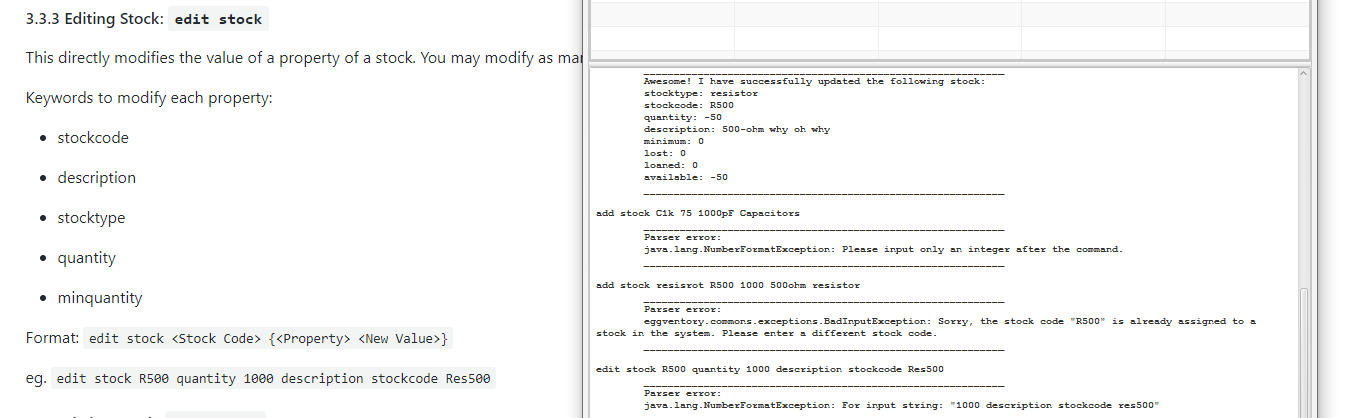 3.3.3 Editing Stock: edit stock
This directly modifies the value of a property of a stock. You may modify as mar
Keywords to modify each property:
• stockcode
• description
• stocktype
• quantity
• minquantity
Format: edit stock <Stock Code> {<Property> <New Value>}
eg. edit stock R500 quantity 1000 description stockcode Res500
Awesome! I have successfully updated the following stock:
stocktype: resistor
stockcode: R500
quantity: -50
description: 500-ohm why oh why
minimum: 0
lost: 0
loaned: 0
available: -50
add stock C1k 75 1000pF Capacitors
Parser error:
java.lang.NumberFormatException: Please input only an integer after the command.
add stock resisrot R500 1000 500ohm resistor
Parser error:
eggventory.commons.exceptions.BadInputException: Sorry, the stock code "R500" is already assigned to a
stock in the system. Please enter a different stock code.
edit stock R500 quantity 1000 description stockcode Res500
Parser error:
java.lang.NumberFormatException: For input string: "1000 description stockcode res500"